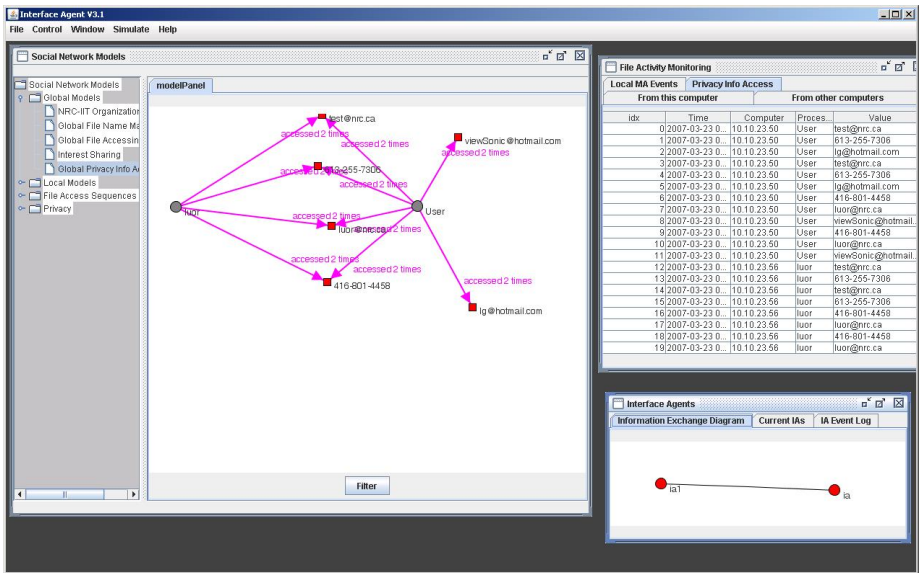 Interface Agent V3.1
File Control Window Simulate Help
Social Network Models
Social Network Models
Global Models
NRC-IIT Organization
Global File Name Ma
Global File Accessin
Interest Sharing
Global Privacy Info A
Local Models
File Access Sequences
Privacy
modelPanel
test@nrc.ca
accessed 2 times
viewSonic@hotmail.com
accessed 2 times
accessed 2 times
613-255-7306
accessed 2 times
luor
User
accessed 2 times
luor@nrc.ca
accessed 2 times
accessed 2 times
accessed 2 times
416-801-4458
accessed 2 times
lg@hotmail.com
Filter
File Activity Monitoring
Local MA Events Privacy Info Access
From this computer From other computers
idx Time Computer Proces... Value
0 2007-03-23 0... 10.10.23.50 User test@nrc.ca
1 2007-03-23 0... 10.10.23.50 User 613-255-7306
2 2007-03-23 0... 10.10.23.50 User lg@hotmail.com
3 2007-03-23 0... 10.10.23.50 User test@nrc.ca
4 2007-03-23 0... 10.10.23.50 User 613-255-7306
5 2007-03-23 0... 10.10.23.50 User lg@hotmail.com
6 2007-03-23 0... 10.10.23.50 User 416-801-4458
7 2007-03-23 0... 10.10.23.50 User luor@nrc.ca
8 2007-03-23 0... 10.10.23.50 User viewSonic@hotmail...
9 2007-03-23 0... 10.10.23.50 User 416-801-4458
10 2007-03-23 0... 10.10.23.50 User luor@nrc.ca
11 2007-03-23 0... 10.10.23.50 User viewSonic@hotmail...
12 2007-03-23 0... 10.10.23.56 luor test@nrc.ca
13 2007-03-23 0... 10.10.23.56 luor 613-255-7306
14 2007-03-23 0... 10.10.23.56 luor test@nrc.ca
15 2007-03-23 0... 10.10.23.56 luor 613-255-7306
16 2007-03-23 0... 10.10.23.56 luor 416-801-4458
17 2007-03-23 0... 10.10.23.56 luor luor@nrc.ca
18 2007-03-23 0... 10.10.23.56 luor 416-801-4458
19 2007-03-23 0... 10.10.23.56 luor luor@nrc.ca
Interface Agents
Information Exchange Diagram Current IAs IA Event Log
ia1
ia